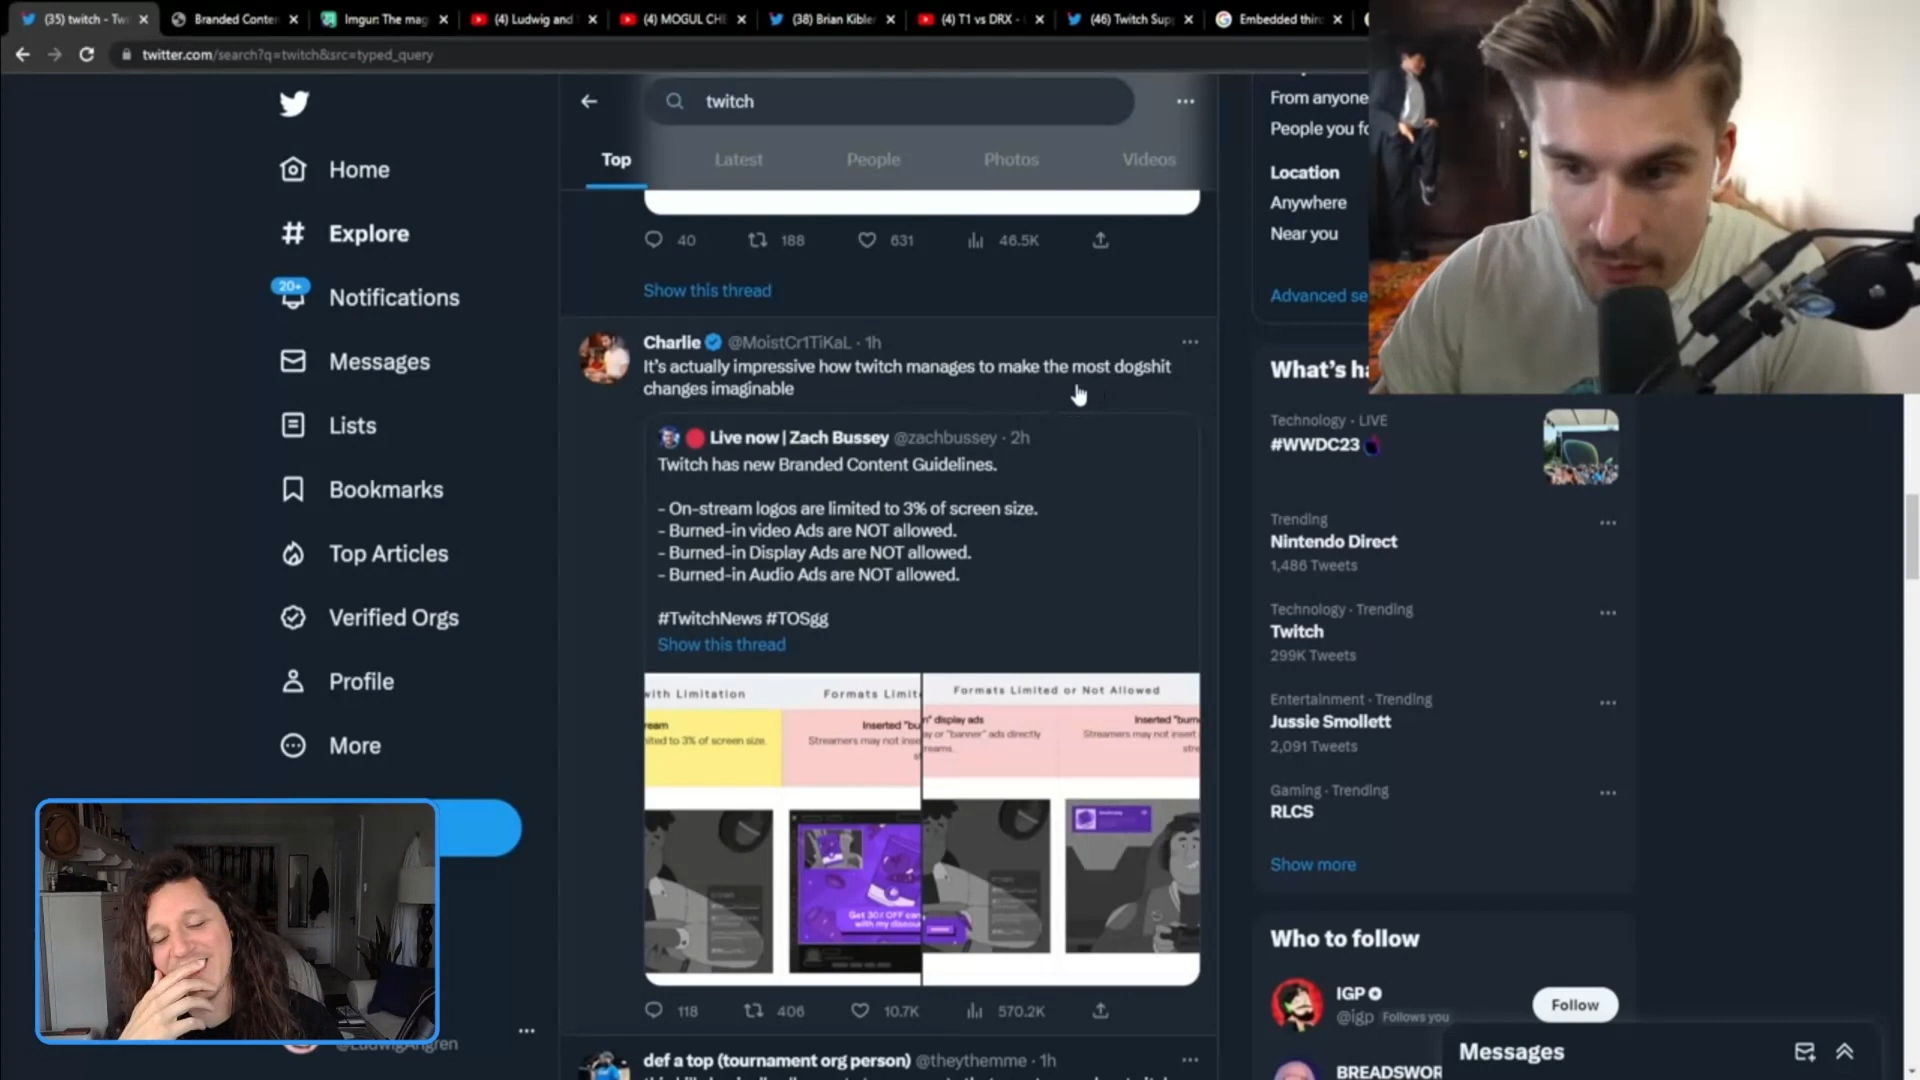 (35) twitch - Tw
Branded Conte
Imgur: The mag
(4) Ludwig and
(4) MOGUL CH
(38) Brian Kible
(4) T1 vs DRX -
(46) Twitch Sup
Embedded thir
twitter.com/search?q=twitch&src=typed_query
twitch
Top
Latest
People
Photos
Videos
Home
Explore
20+
Notifications
Messages
Lists
Bookmarks
Top Articles
Verified Orgs
Profile
More
40
188
631
46.5K
Show this thread
Charlie @MoistCr1TiKaL · 1h
It's actually impressive how twitch manages to make the most dogshit
changes imaginable
Live now | Zach Bussey @zachbussey · 2h
Twitch has new Branded Content Guidelines.
- On-stream logos are limited to 3% of screen size.
- Burned-in video Ads are NOT allowed.
- Burned-in Display Ads are NOT allowed.
- Burned-in Audio Ads are NOT allowed.
#TwitchNews #TOSgg
Show this thread
with Limitation
Formats Limit
ream
ited to 3% of screen size.
Inserted "bu
Streamers may not inse
Get 30% OFF
with my discou
Formats Limited or Not Allowed
n" display ads
ay or "banner" ads directly
reams.
Inserted "burn
Streamers may not insert
stre
118
406
10.7K
570.2K
def a top (tournament org person) @theythemme · 1h
From anyone
People you fo
Location
Anywhere
Near you
Advanced se
What's ha
Technology · LIVE
#WWDC23
Trending
Nintendo Direct
1,486 Tweets
Technology · Trending
Twitch
299K Tweets
Entertainment · Trending
Jussie Smollett
2,091 Tweets
Gaming · Trending
RLCS
Show more
Who to follow
IGP
@igp Follows you
Follow
BREADSWOR
Messages
@LudwigAhgren